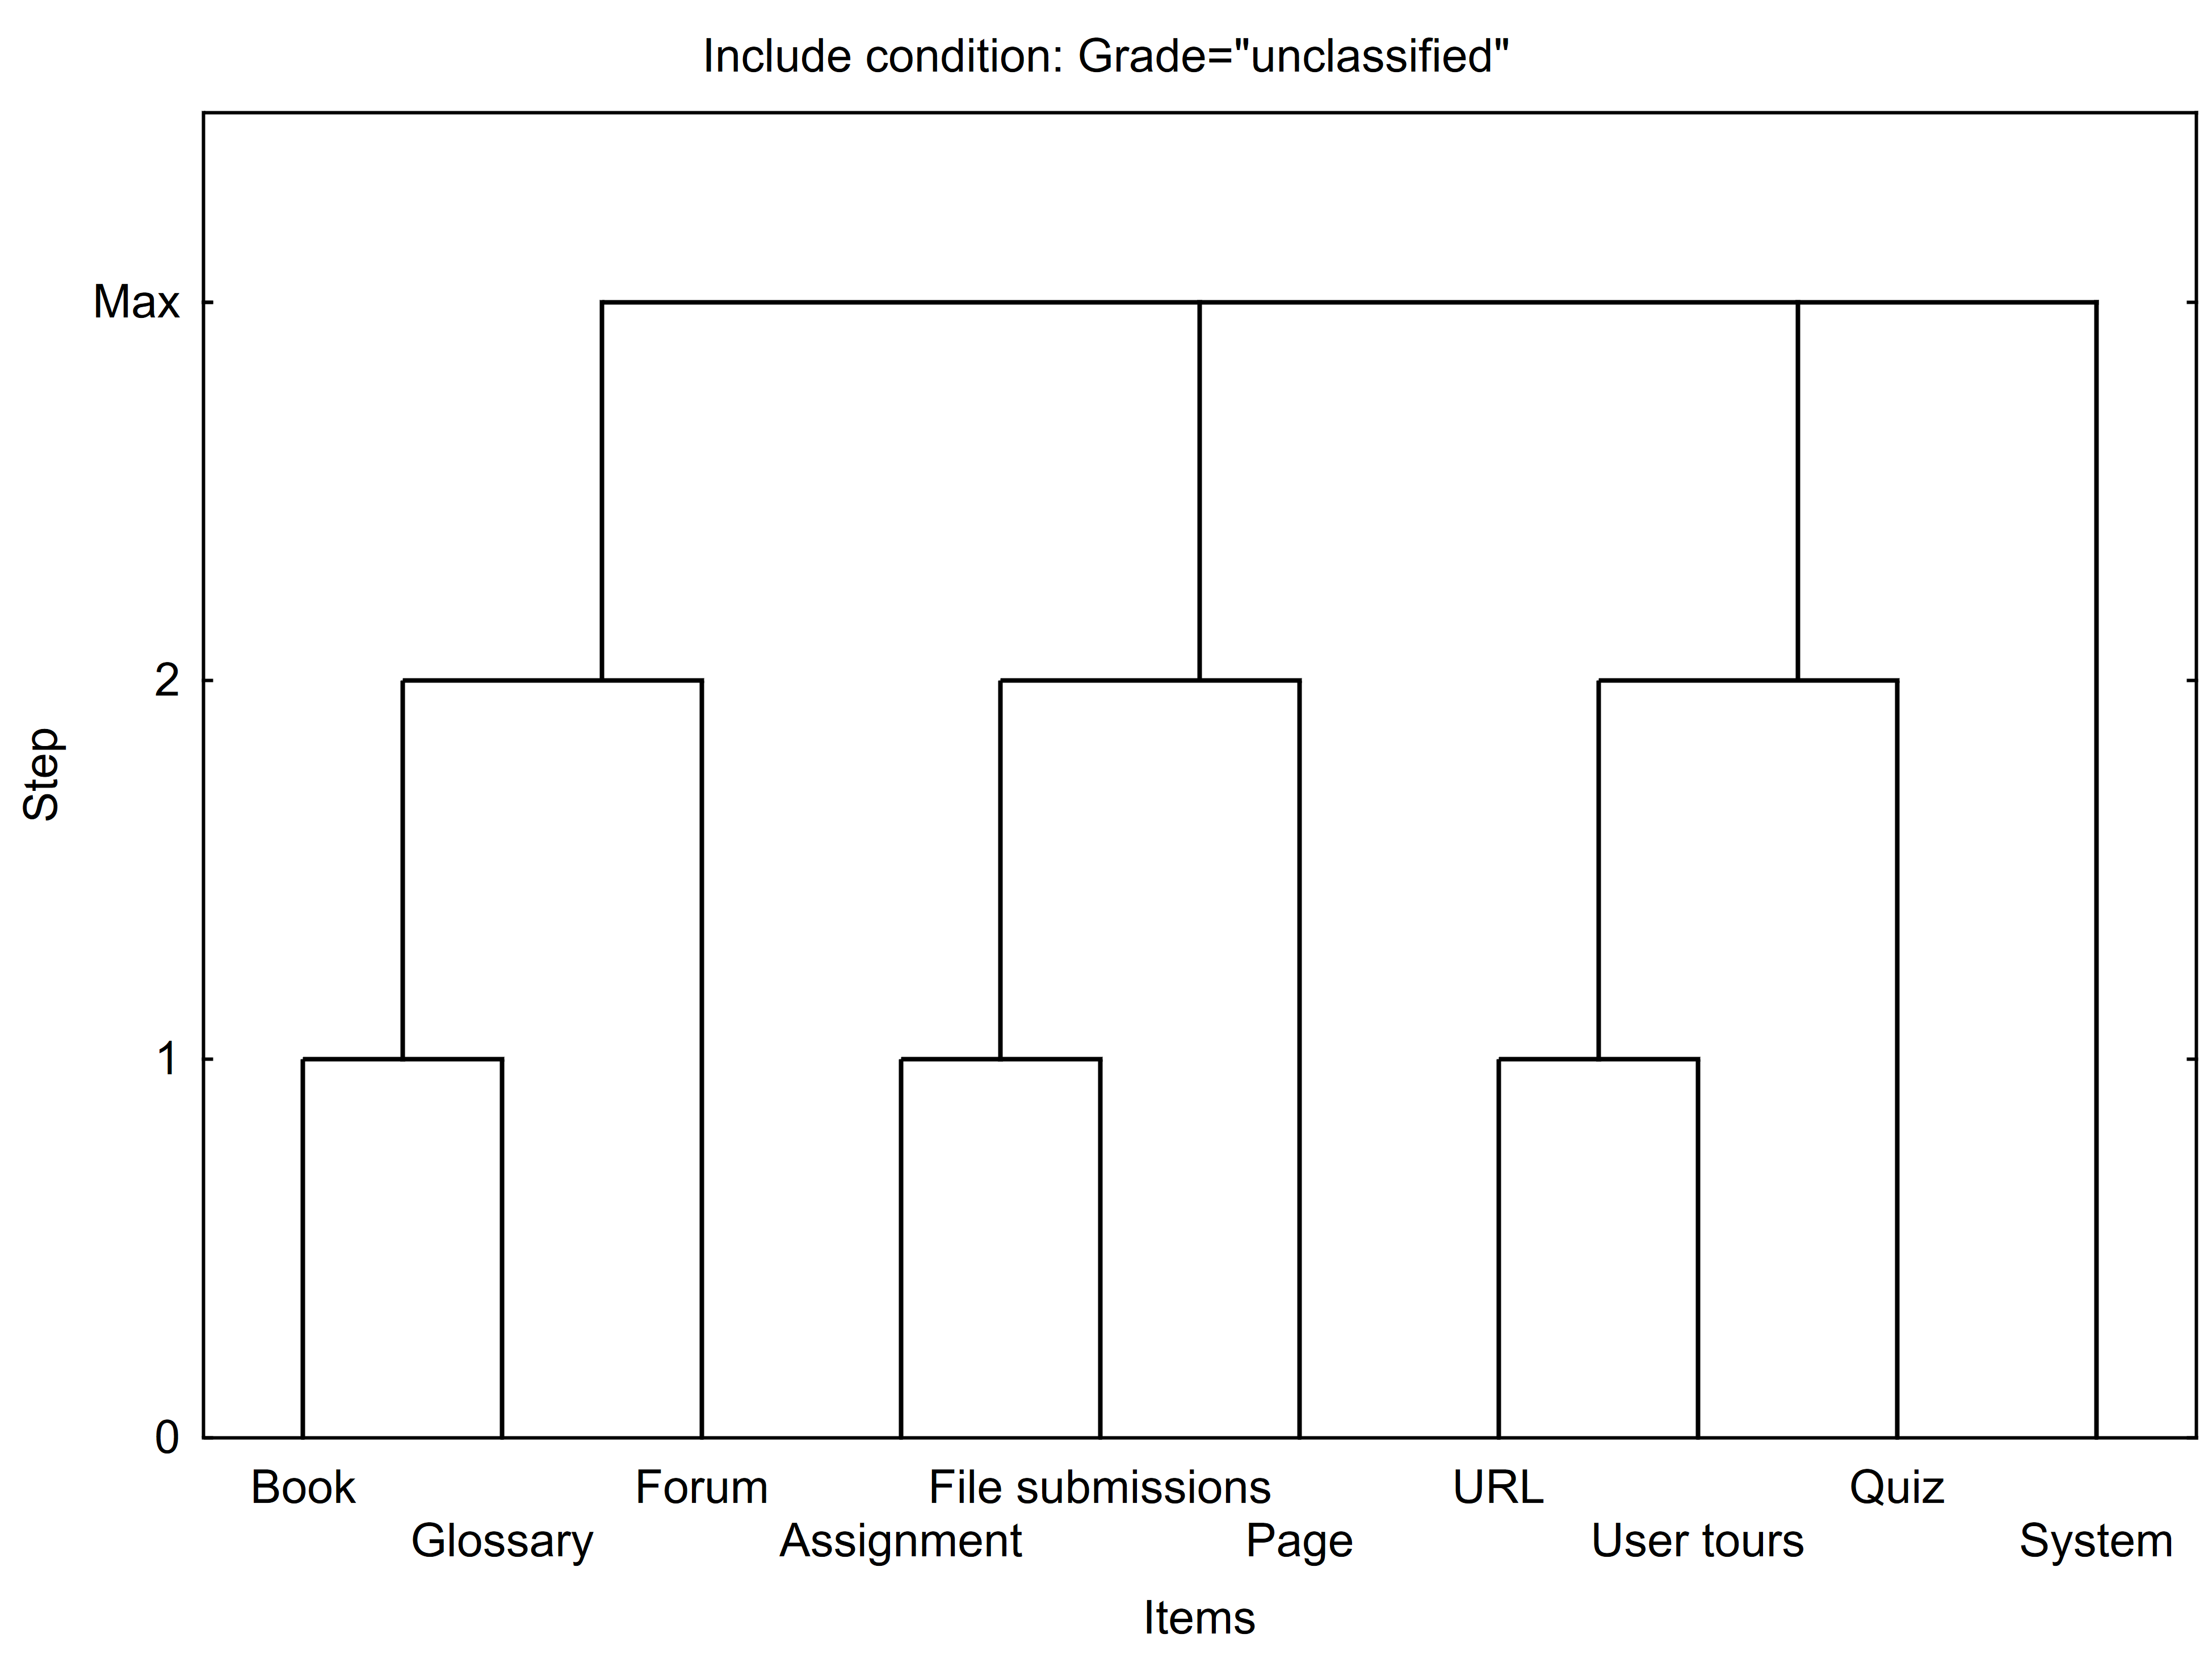 Include condition: Grade="unclassified"
Max
2
1
0
Step
Book
Forum
File submissions
URL
Quiz
Glossary
Assignment
Page
User tours
System
Items